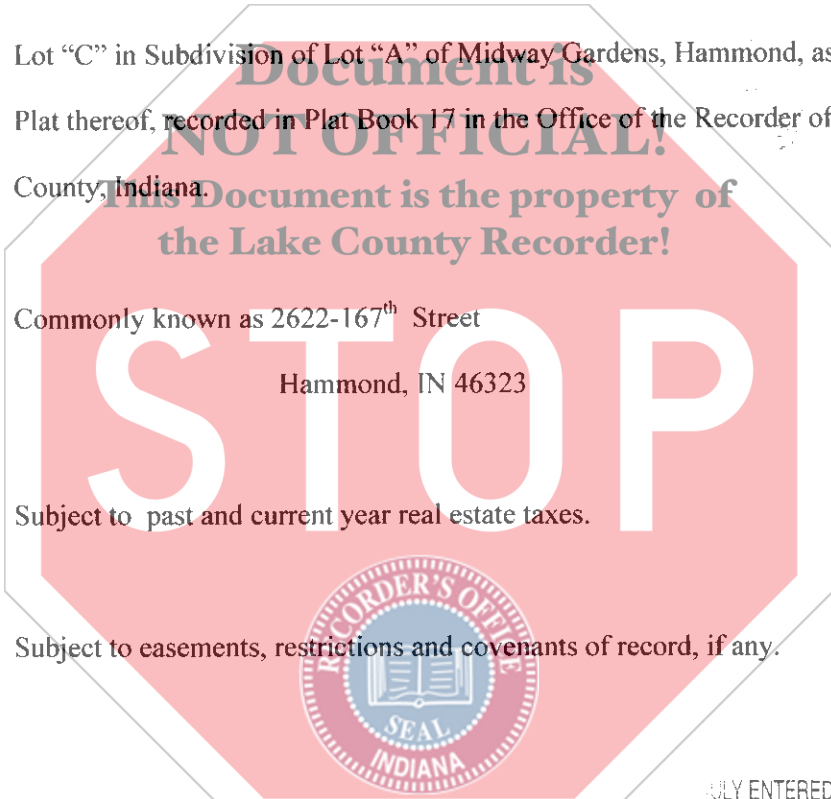 Lot “C” in Subdivision of Lot “A” of Midway Gardens, Hammond, as
Document is
Plat thereof, recorded in Plat Book 17 in the Office of the Recorder of
NOT OFFICIAL!
County, Indiana.
This Document is the property of
the Lake County Recorder!
Commonly known as 2622-167th Street
Hammond, IN 46323
STOP
Subject to past and current year real estate taxes.
RECORDER'S OFFICE
Subject to easements, restrictions and covenants of record, if any.
SEAL
INDIANA
ENTERED